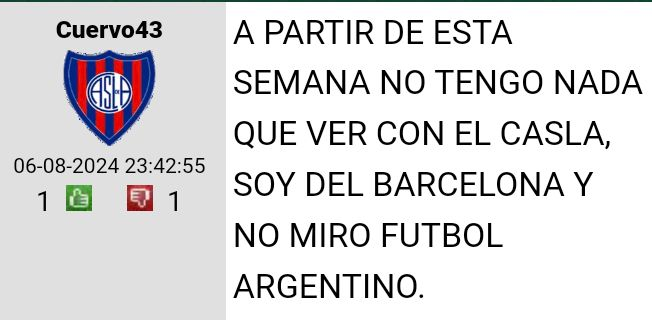 Cuervo43
CASLA
06-08-2024 23:42:55
1 1
A PARTIR DE ESTA
SEMANA NO TENGO NADA
QUE VER CON EL CASLA,
SOY DEL BARCELONA Y
NO MIRO FUTBOL
ARGENTINO.